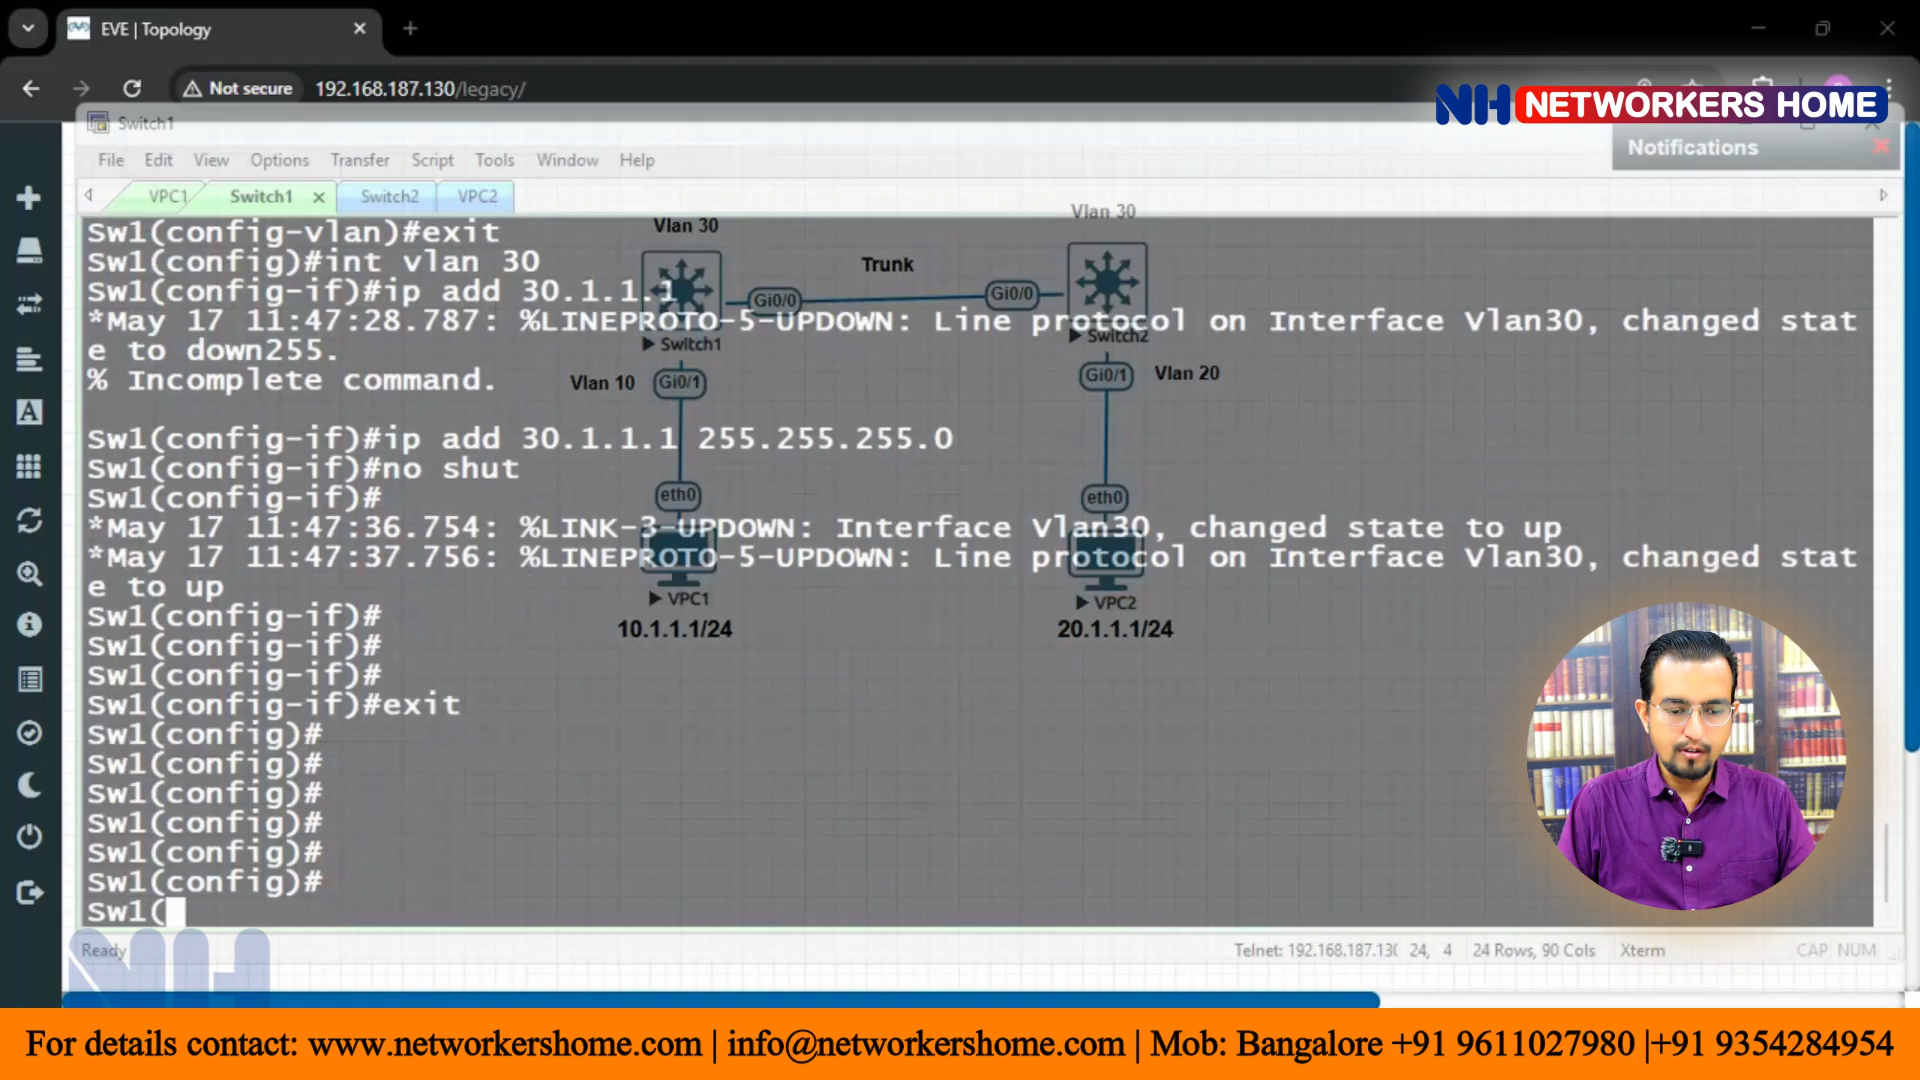 EVE | Topology
Not secure
192.168.187.130/legacy/
NH NETWORKERS HOME
Switch1
Notifications
File Edit View Options Transfer Script Tools Window Help
VPC1 Switch1 Switch2 VPC2
Sw1(config-vlan)#exit
Sw1(config)#int vlan 30
Sw1(config-if)#ip add 30.1.1.1
*May 17 11:47:28.787: %LINEPROTO-5-UPDOWN: Line protocol on Interface Vlan30, changed stat
e to down255.
% Incomplete command.
Sw1(config-if)#ip add 30.1.1.1 255.255.255.0
Sw1(config-if)#no shut
Sw1(config-if)#
*May 17 11:47:36.754: %LINK-3-UPDOWN: Interface Vlan30, changed state to up
*May 17 11:47:37.756: %LINEPROTO-5-UPDOWN: Line protocol on Interface Vlan30, changed stat
e to up
Sw1(config-if)#
Sw1(config-if)#
Sw1(config-if)#
Sw1(config-if)#exit
Sw1(config)#
Sw1(config)#
Sw1(config)#
Sw1(config)#
Sw1(config)#
Sw1(config)#
Sw1(
Vlan 30
Vlan 30
Trunk
Gi0/0
Gi0/0
Switch1
Switch2
Vlan 10
Gi0/1
Gi0/1
Vlan 20
eth0
eth0
VPC1
VPC2
10.1.1.1/24
20.1.1.1/24
Ready
Telnet: 192.168.187.13 24, 4 24 Rows, 90 Cols Xterm CAP NUM
NH
For details contact: www.networkershome.com | info@networkershome.com | Mob: Bangalore +91 9611027980 |+91 9354284954